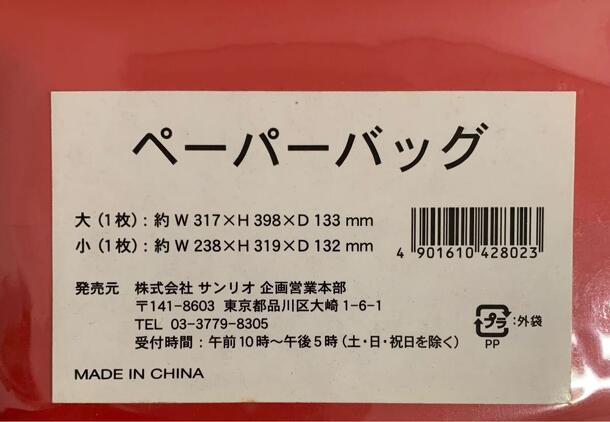 ペーパーバッグ
大（1枚）：約 W 317×H 398×D 133 mm
小（1枚）：約 W 238×H 319×D 132 mm
4 901610 428023
発売元 株式会社 サンリオ 企画営業本部
〒141-8603 東京都品川区大崎 1-6-1
TEL 03-3779-8305
受付時間：午前10時～午後5時（土・日・祝日を除く）
プラ：外袋
PP
MADE IN CHINA